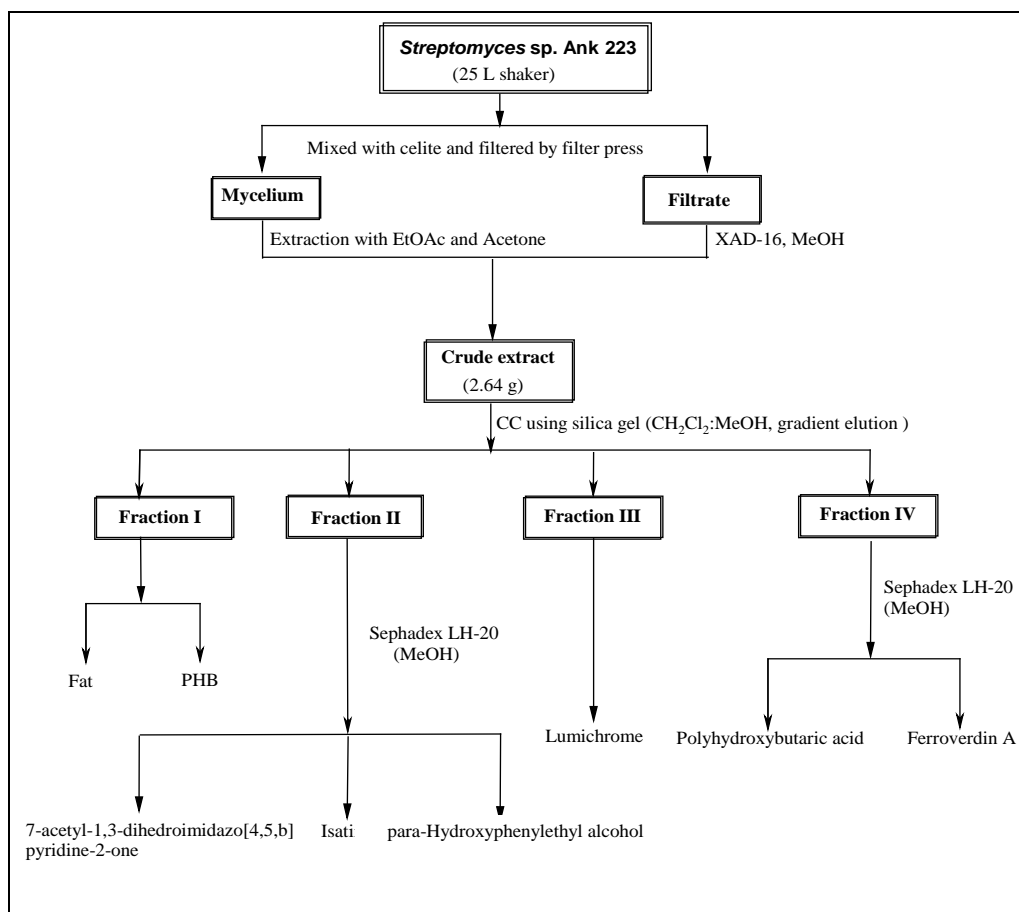 Streptomyces sp. Ank 223
(25 L shaker)
Mixed with celite and filtered by filter press
Mycelium
Filtrate
Extraction with EtOAc and Acetone
XAD-16, MeOH
Crude extract
(2.64 g)
CC using silica gel (CH₂Cl₂:MeOH, gradient elution )
Fraction I
Fraction II
Fraction III
Fraction IV
Sephadex LH-20
(MeOH)
Sephadex LH-20
(MeOH)
Fat
PHB
Lumichrome
Polyhydroxybutaric acid
Ferroverdin A
7-acetyl-1,3-dihedroimidazo[4,5,b]
pyridine-2-one
Isati
para-Hydroxyphenylethyl alcohol